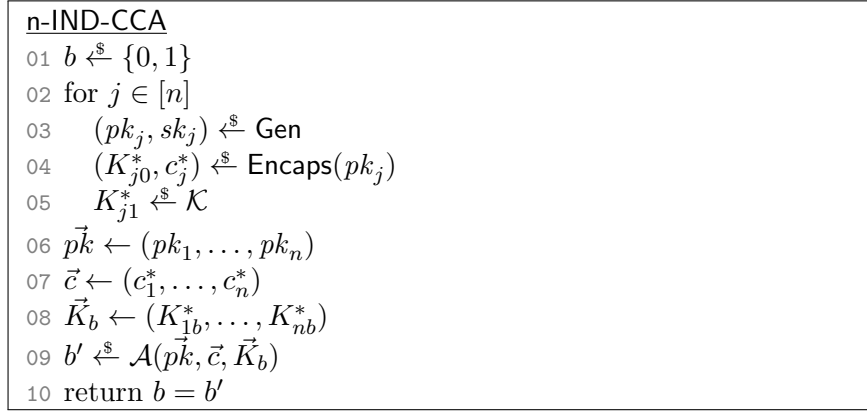 n-IND-CCA
01 b ←$ {0, 1}
02 for j ∈ [n]
03 (pk_j, sk_j) ←$ Gen
04 (K*_{j0}, c*_j) ←$ Encaps(pk_j)
05 K*_{j1} ←$ 𝒦
06 p⃗k ← (pk_1, . . . , pk_n)
07 c⃗ ← (c*_1, . . . , c*_n)
08 K⃗_b ← (K*_{1b}, . . . , K*_{nb})
09 b′ ←$ 𝒜(p⃗k, c⃗, K⃗_b)
10 return b = b′